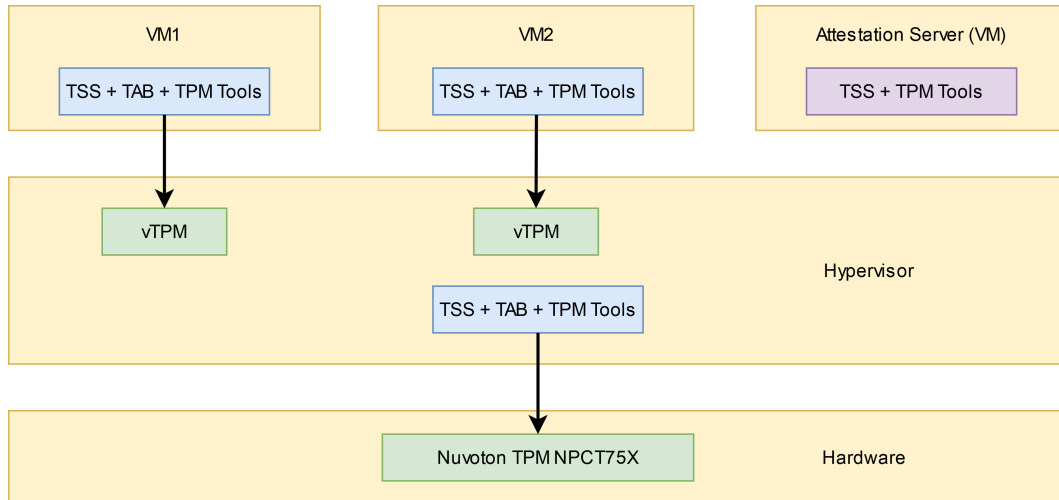 VM1
VM2
Attestation Server (VM)
TSS + TAB + TPM Tools
TSS + TAB + TPM Tools
TSS + TPM Tools
vTPM
vTPM
Hypervisor
TSS + TAB + TPM Tools
Nuvoton TPM NPCT75X
Hardware